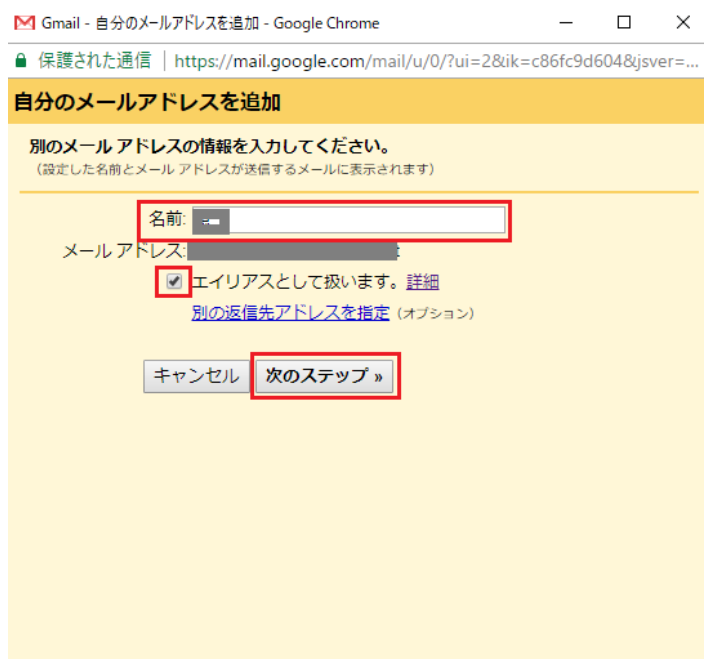 Gmail - 自分のメールアドレスを追加 - Google Chrome
保護された通信 | https://mail.google.com/mail/u/0/?ui=2&ik=c86fc9d604&jsver=...
自分のメールアドレスを追加
別のメール アドレスの情報を入力してください。
（設定した名前とメール アドレスが送信するメールに表示されます）
名前:
メール アドレス:
エイリアスとして扱います。詳細
別の返信先アドレスを指定（オプション）
キャンセル 次のステップ »